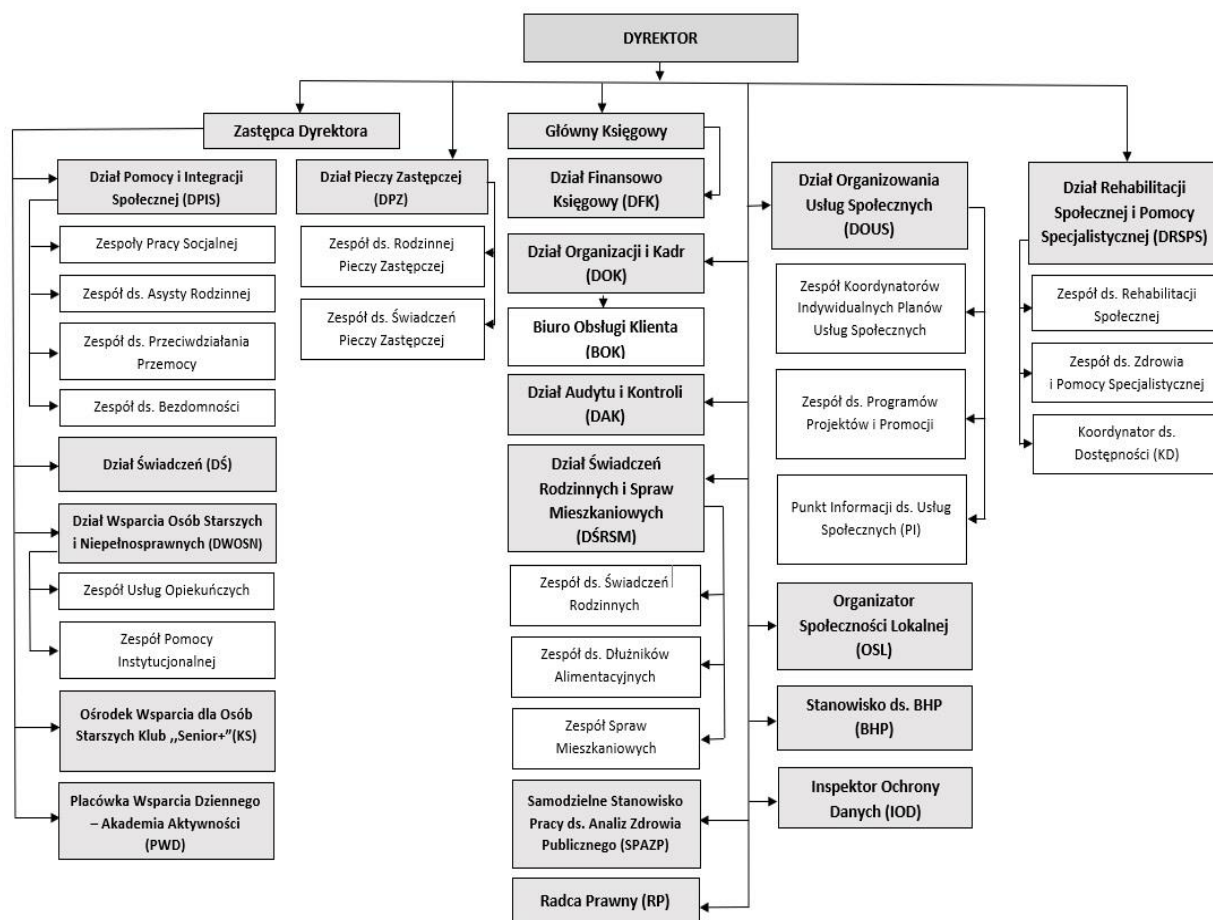 DYREKTOR
Zastępca Dyrektora
Dział Pomocy i Integracji
Społecznej (DPIS)
Zespoły Pracy Socjalnej
Zespół ds. Asysty Rodzinnej
Zespół ds. Przeciwdziałania
Przemocy
Zespół ds. Bezdomności
Dział Świadczeń (DŚ)
Dział Wsparcia Osób Starszych
i Niepełnosprawnych (DWOSN)
Zespół Usług Opiekuńczych
Zespół Pomocy
Instytucjonalnej
Ośrodek Wsparcia dla Osób
Starszych Klub ,,Senior+”(KS)
Placówka Wsparcia Dziennego
– Akademia Aktywności
(PWD)
Dział Pieczy Zastępczej
(DPZ)
Zespół ds. Rodzinnej
Pieczy Zastępczej
Zespół ds. Świadczeń
Pieczy Zastępczej
Główny Księgowy
Dział Finansowo
Księgowy (DFK)
Dział Organizacji i Kadr
(DOK)
Biuro Obsługi Klienta
(BOK)
Dział Audytu i Kontroli
(DAK)
Dział Świadczeń
Rodzinnych i Spraw
Mieszkaniowych
(DŚRSM)
Zespół ds. Świadczeń
Rodzinnych
Zespół ds. Dłużników
Alimentacyjnych
Zespół Spraw
Mieszkaniowych
Samodzielne Stanowisko
Pracy ds. Analiz Zdrowia
Publicznego (SPAZP)
Radca Prawny (RP)
Dział Organizowania
Usług Społecznych
(DOUS)
Zespół Koordynatorów
Indywidualnych Planów
Usług Społecznych
Zespół ds. Programów
Projektów i Promocji
Punkt Informacji ds. Usług
Społecznych (PI)
Organizator
Społeczności Lokalnej
(OSL)
Stanowisko ds. BHP
(BHP)
Inspektor Ochrony
Danych (IOD)
Dział Rehabilitacji
Społecznej i Pomocy
Specjalistycznej (DRSPS)
Zespół ds. Rehabilitacji
Społecznej
Zespół ds. Zdrowia
i Pomocy Specjalistycznej
Koordynator ds.
Dostępności (KD)